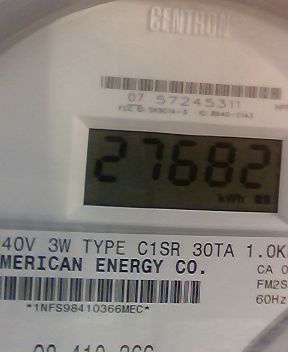 CENTRON
07 57245311
27682
kWh
40V 3W TYPE C1SR 30TA 1.0K
MERICAN ENERGY CO.
CA 0
FM2S
60Hz
*1NFS98410366MEC*